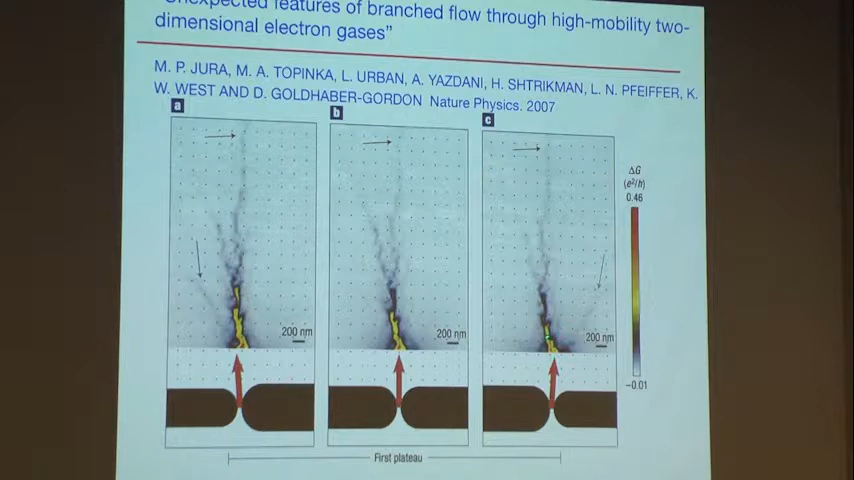 "Unexpected features of branched flow through high-mobility two-
dimensional electron gases"
M. P. JURA, M. A. TOPINKA, L. URBAN, A. YAZDANI, H. SHTRIKMAN, L. N. PFEIFFER, K.
W. WEST AND D. GOLDHABER-GORDON Nature Physics. 2007
a
b
c
ΔG
(e²/h)
0.46
200 nm
200 nm
200 nm
−0.01
First plateau